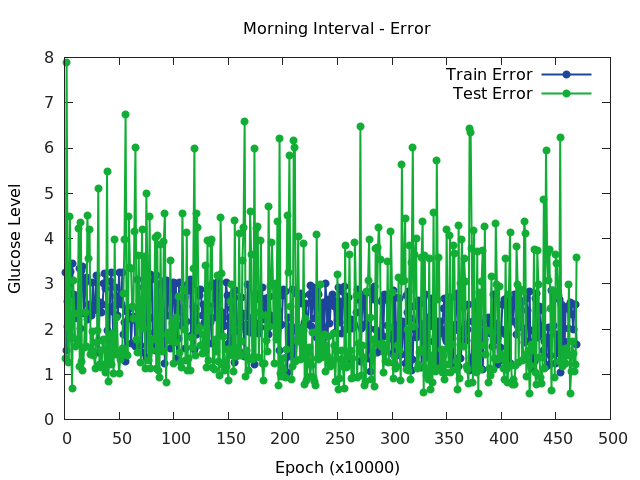 Morning Interval - Error
8
7
6
5
4
3
2
1
0
Glucose Level
Train Error
Test Error
0 50 100 150 200 250 300 350 400 450 500
Epoch (x10000)